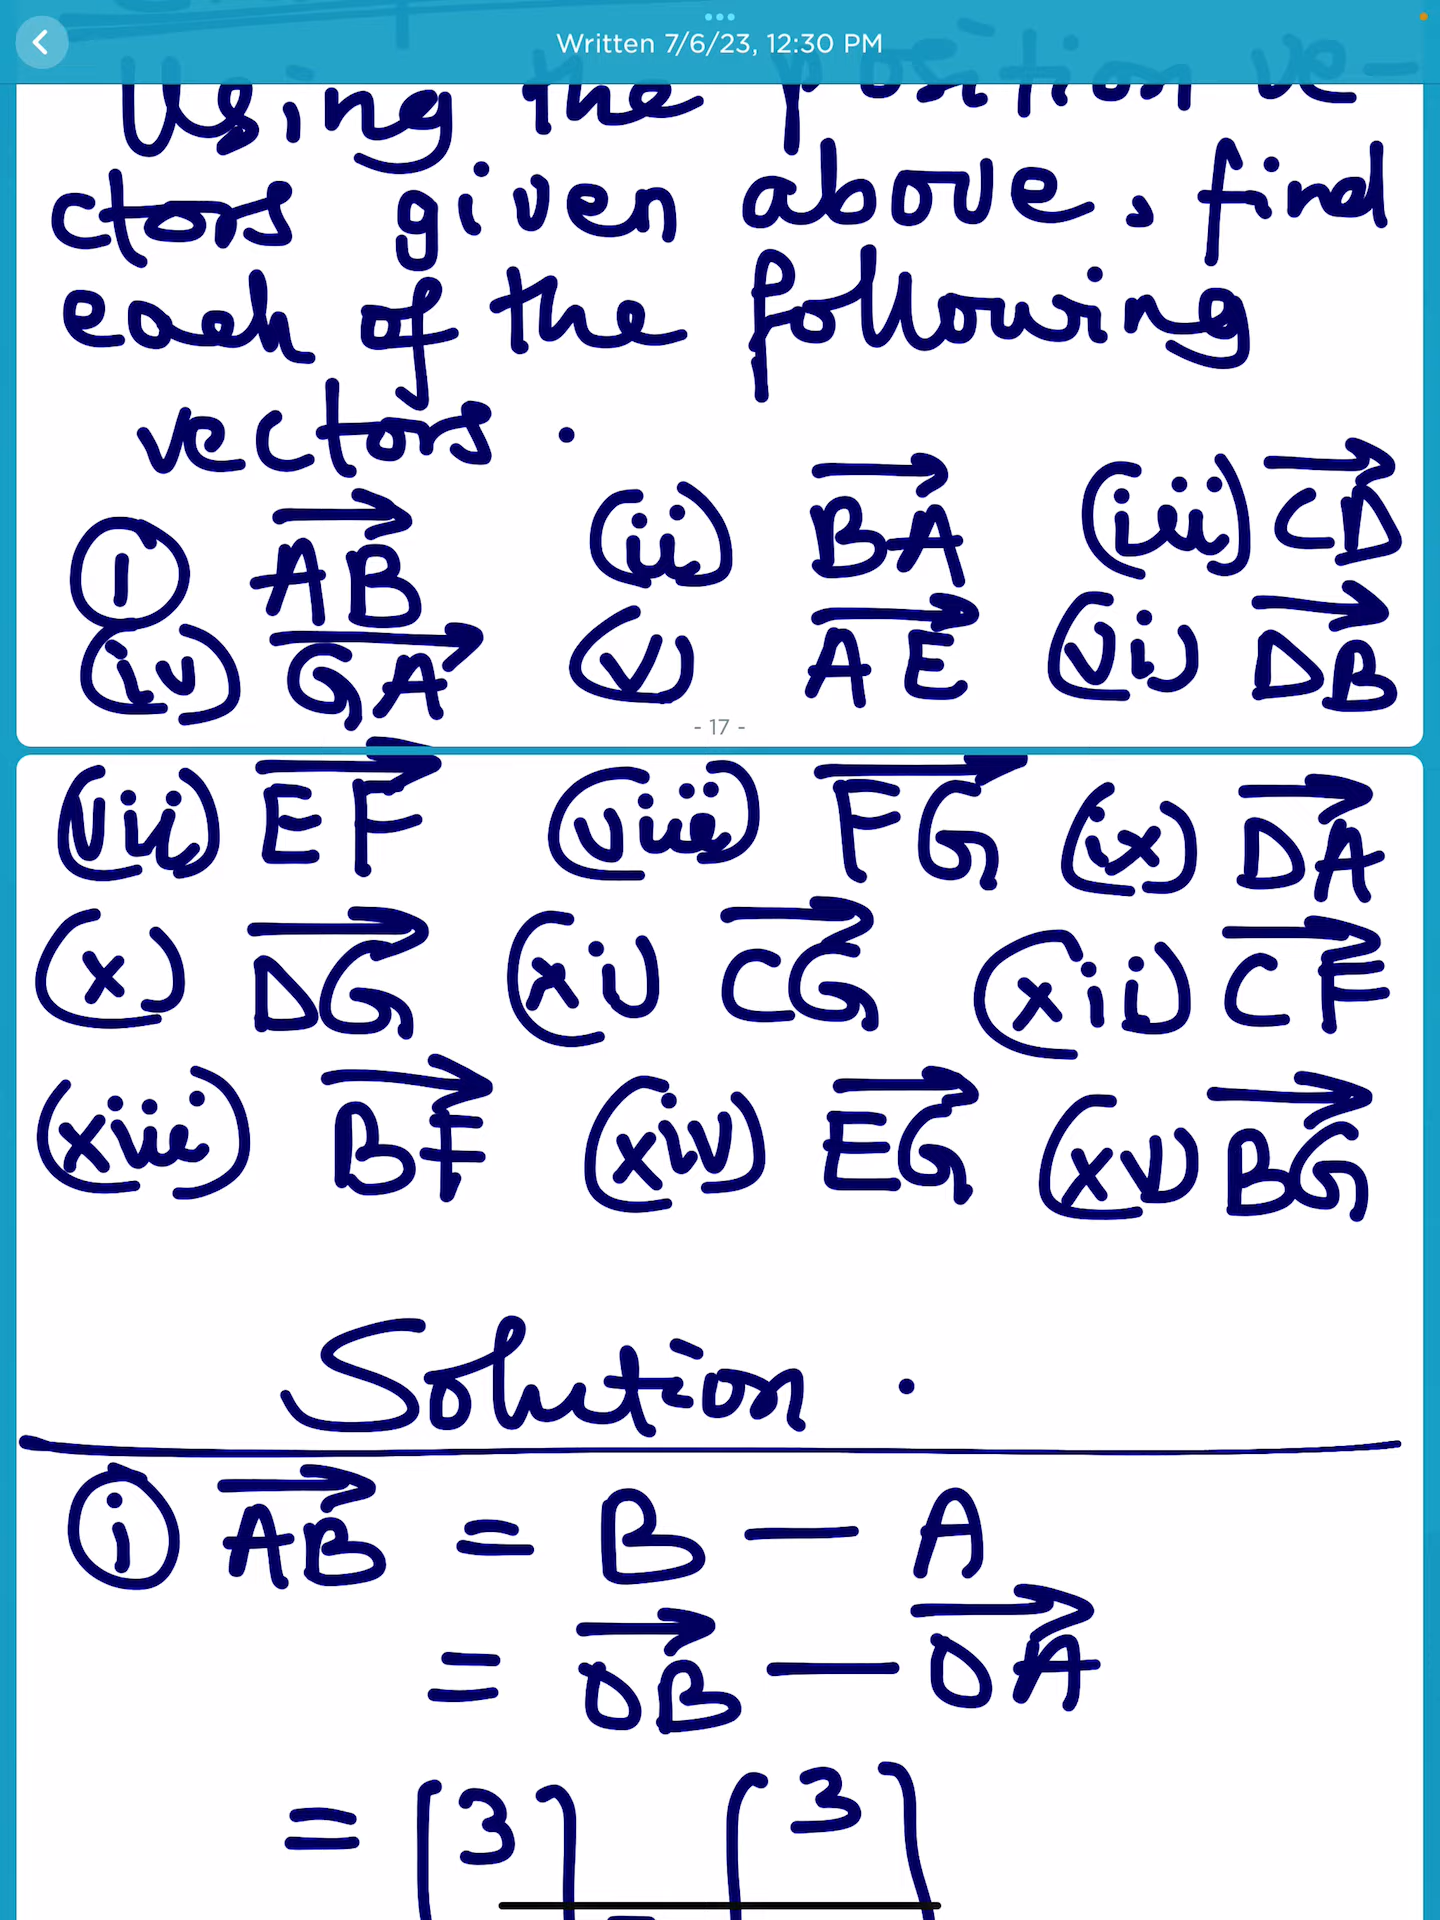 Written 7/6/23, 12:30 PM
Using the position ve-
ctors given above, find
each of the following
vectors.
(1) AB (ii) BA (iii) CD
(iv) GA (v) AE (vi) DB
- 17 -
(vii) EF (viii) FG (ix) DA
(x) DG (xi) CG (xii) CF
(xiii) BF (xiv) EG (xv) BG
Solution.
(i) AB = B - A
= OB - OA
= (3 ) (3 )